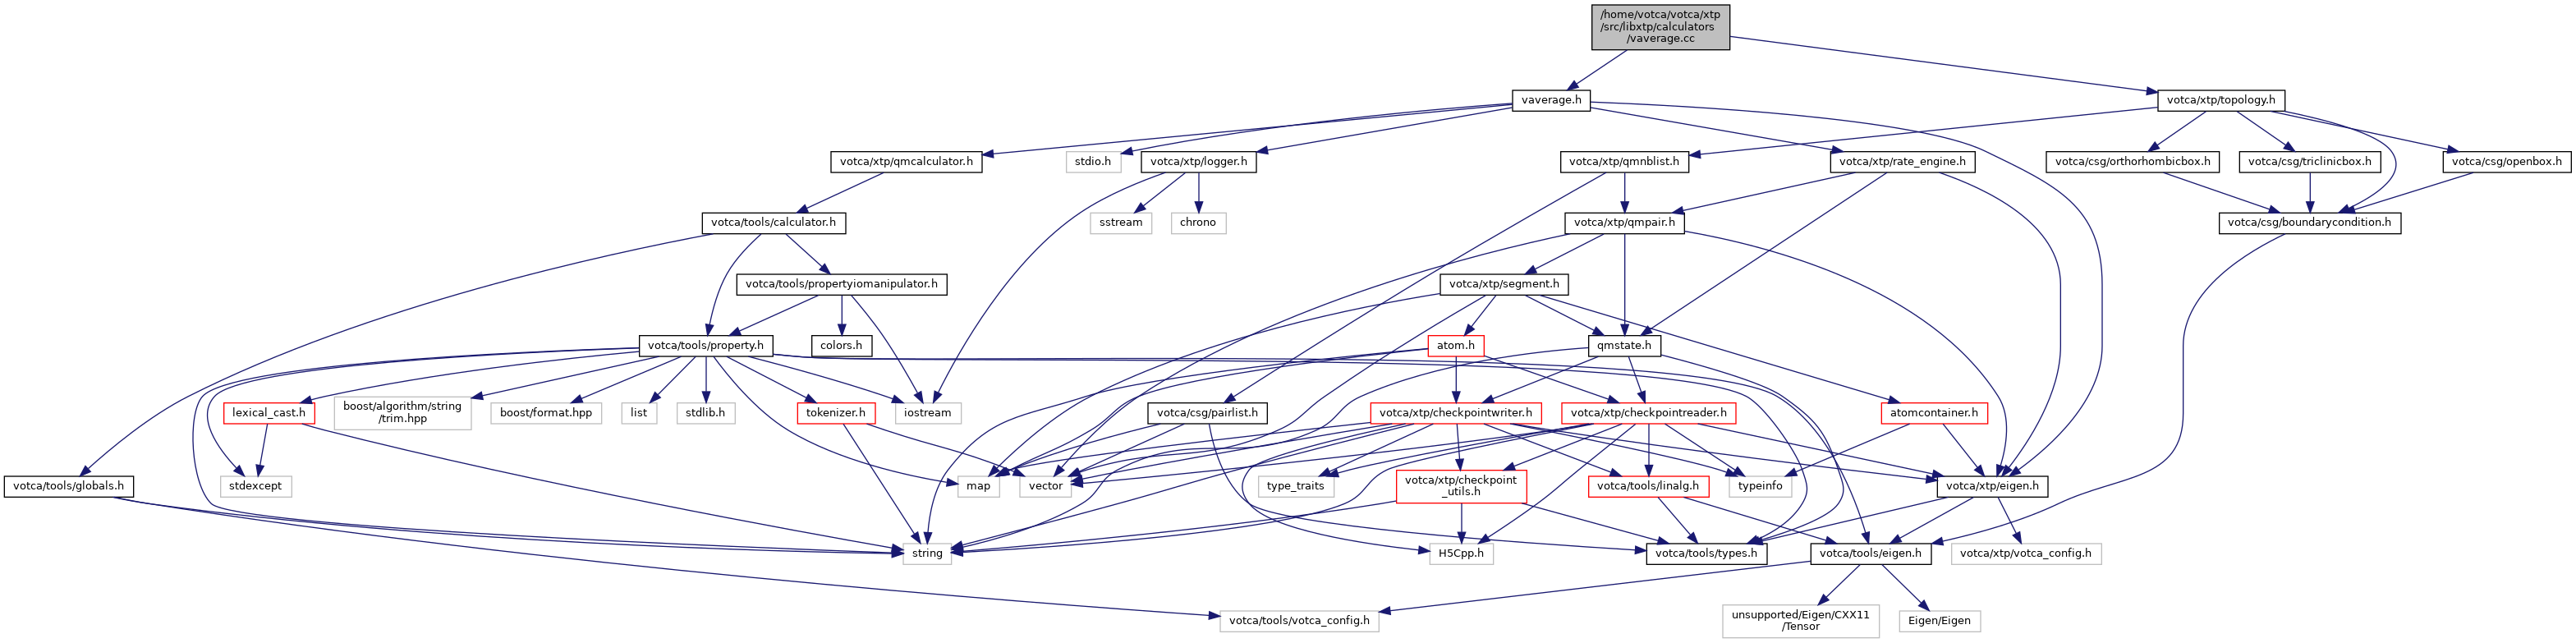 /home/votca/votca/xtp
/src/libxtp/calculators
/vaverage.cc
vaverage.h
votca/xtp/topology.h
votca/xtp/qmcalculator.h
stdio.h
votca/xtp/logger.h
votca/xtp/qmnblist.h
votca/xtp/rate_engine.h
votca/csg/orthorhombicbox.h
votca/csg/triclinicbox.h
votca/csg/openbox.h
votca/tools/calculator.h
sstream
chrono
votca/xtp/qmpair.h
votca/csg/boundarycondition.h
votca/tools/propertyiomanipulator.h
votca/xtp/segment.h
votca/tools/property.h
colors.h
atom.h
qmstate.h
lexical_cast.h
boost/algorithm/string
/trim.hpp
boost/format.hpp
list
stdlib.h
tokenizer.h
iostream
votca/csg/pairlist.h
votca/xtp/checkpointwriter.h
votca/xtp/checkpointreader.h
atomcontainer.h
votca/tools/globals.h
stdexcept
map
vector
type_traits
votca/xtp/checkpoint
_utils.h
votca/tools/linalg.h
typeinfo
votca/xtp/eigen.h
string
H5Cpp.h
votca/tools/types.h
votca/tools/eigen.h
votca/xtp/votca_config.h
votca/tools/votca_config.h
unsupported/Eigen/CXX11
/Tensor
Eigen/Eigen